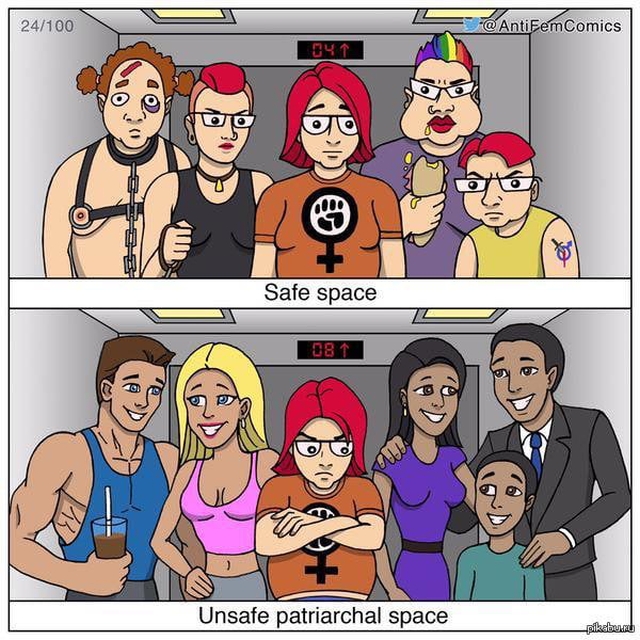 24/100
@AntiFemComics
04↑
Safe space
08↑
Unsafe patriarchal space
pikabu.ru